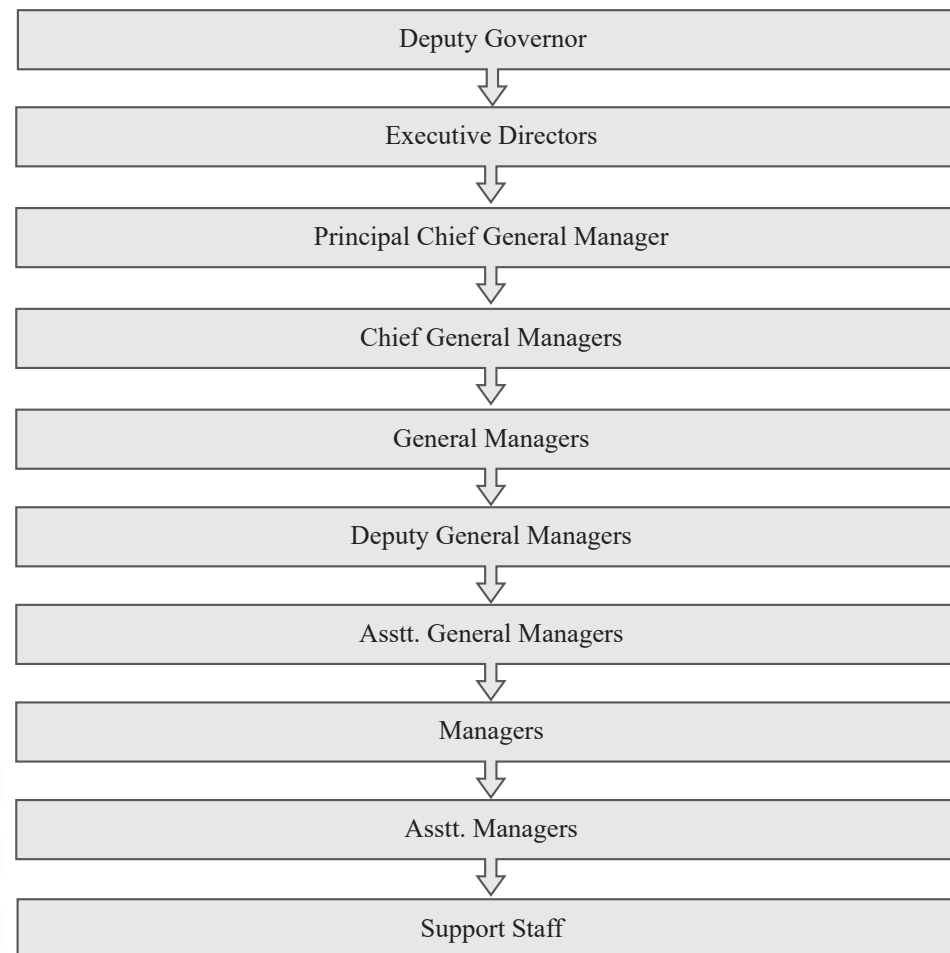 Deputy Governor
Executive Directors
Principal Chief General Manager
Chief General Managers
General Managers
Deputy General Managers
Asstt. General Managers
Managers
Asstt. Managers
Support Staff